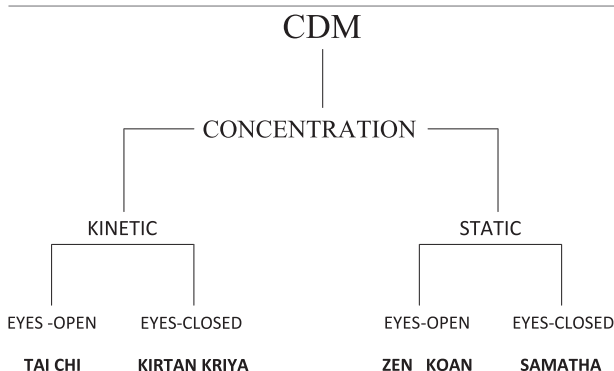 CDM
CONCENTRATION
KINETIC STATIC
EYES -OPEN EYES-CLOSED EYES-OPEN EYES-CLOSED
TAI CHI KIRTAN KRIYA ZEN KOAN SAMATHA